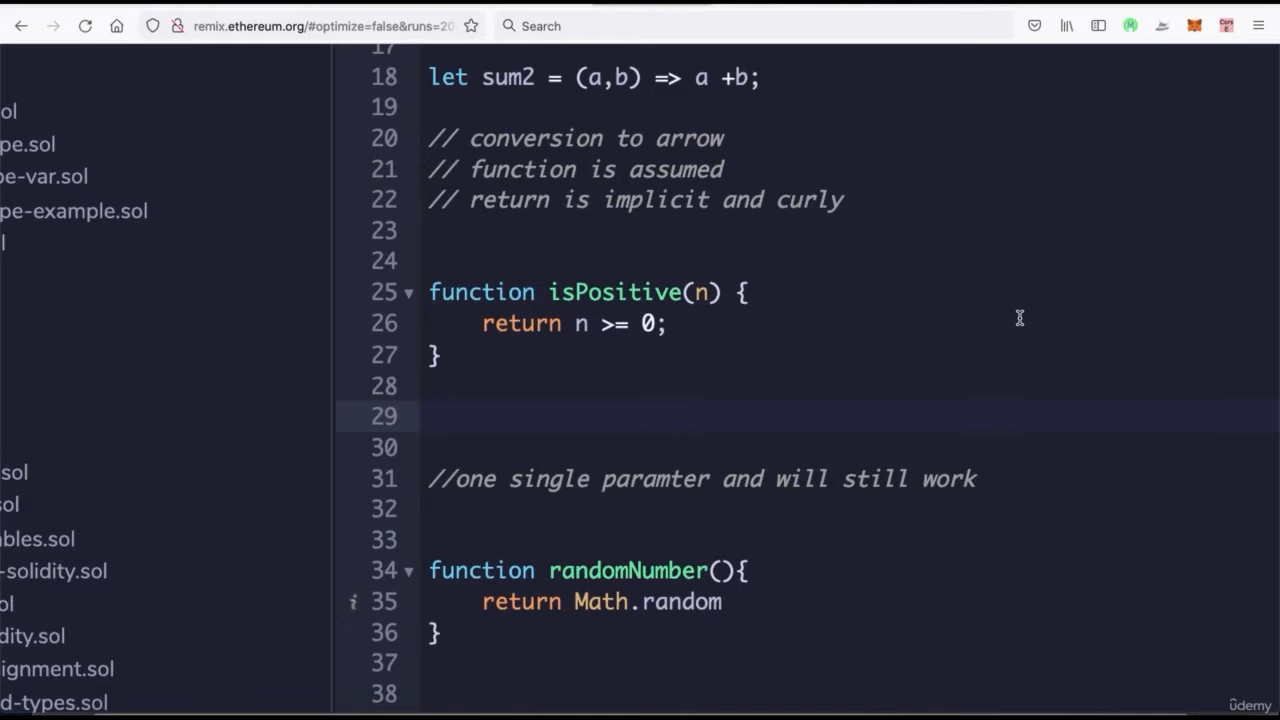 remix.ethereum.org/#optimize=false&runs=20
Search
17
18 let sum2 = (a,b) => a +b;
19
20 // conversion to arrow
21 // function is assumed
22 // return is implicit and curly
23
24
25 function isPositive(n) {
26 return n >= 0;
27 }
28
29
30
31 //one single paramter and will still work
32
33
34 function randomNumber(){
i 35 return Math.random
36 }
37
38
ol
pe.sol
e-var.sol
pe-example.sol
l
.sol
sol
bles.sol
-solidity.sol
ol
dity.sol
ignment.sol
d-types.sol
ûdemy